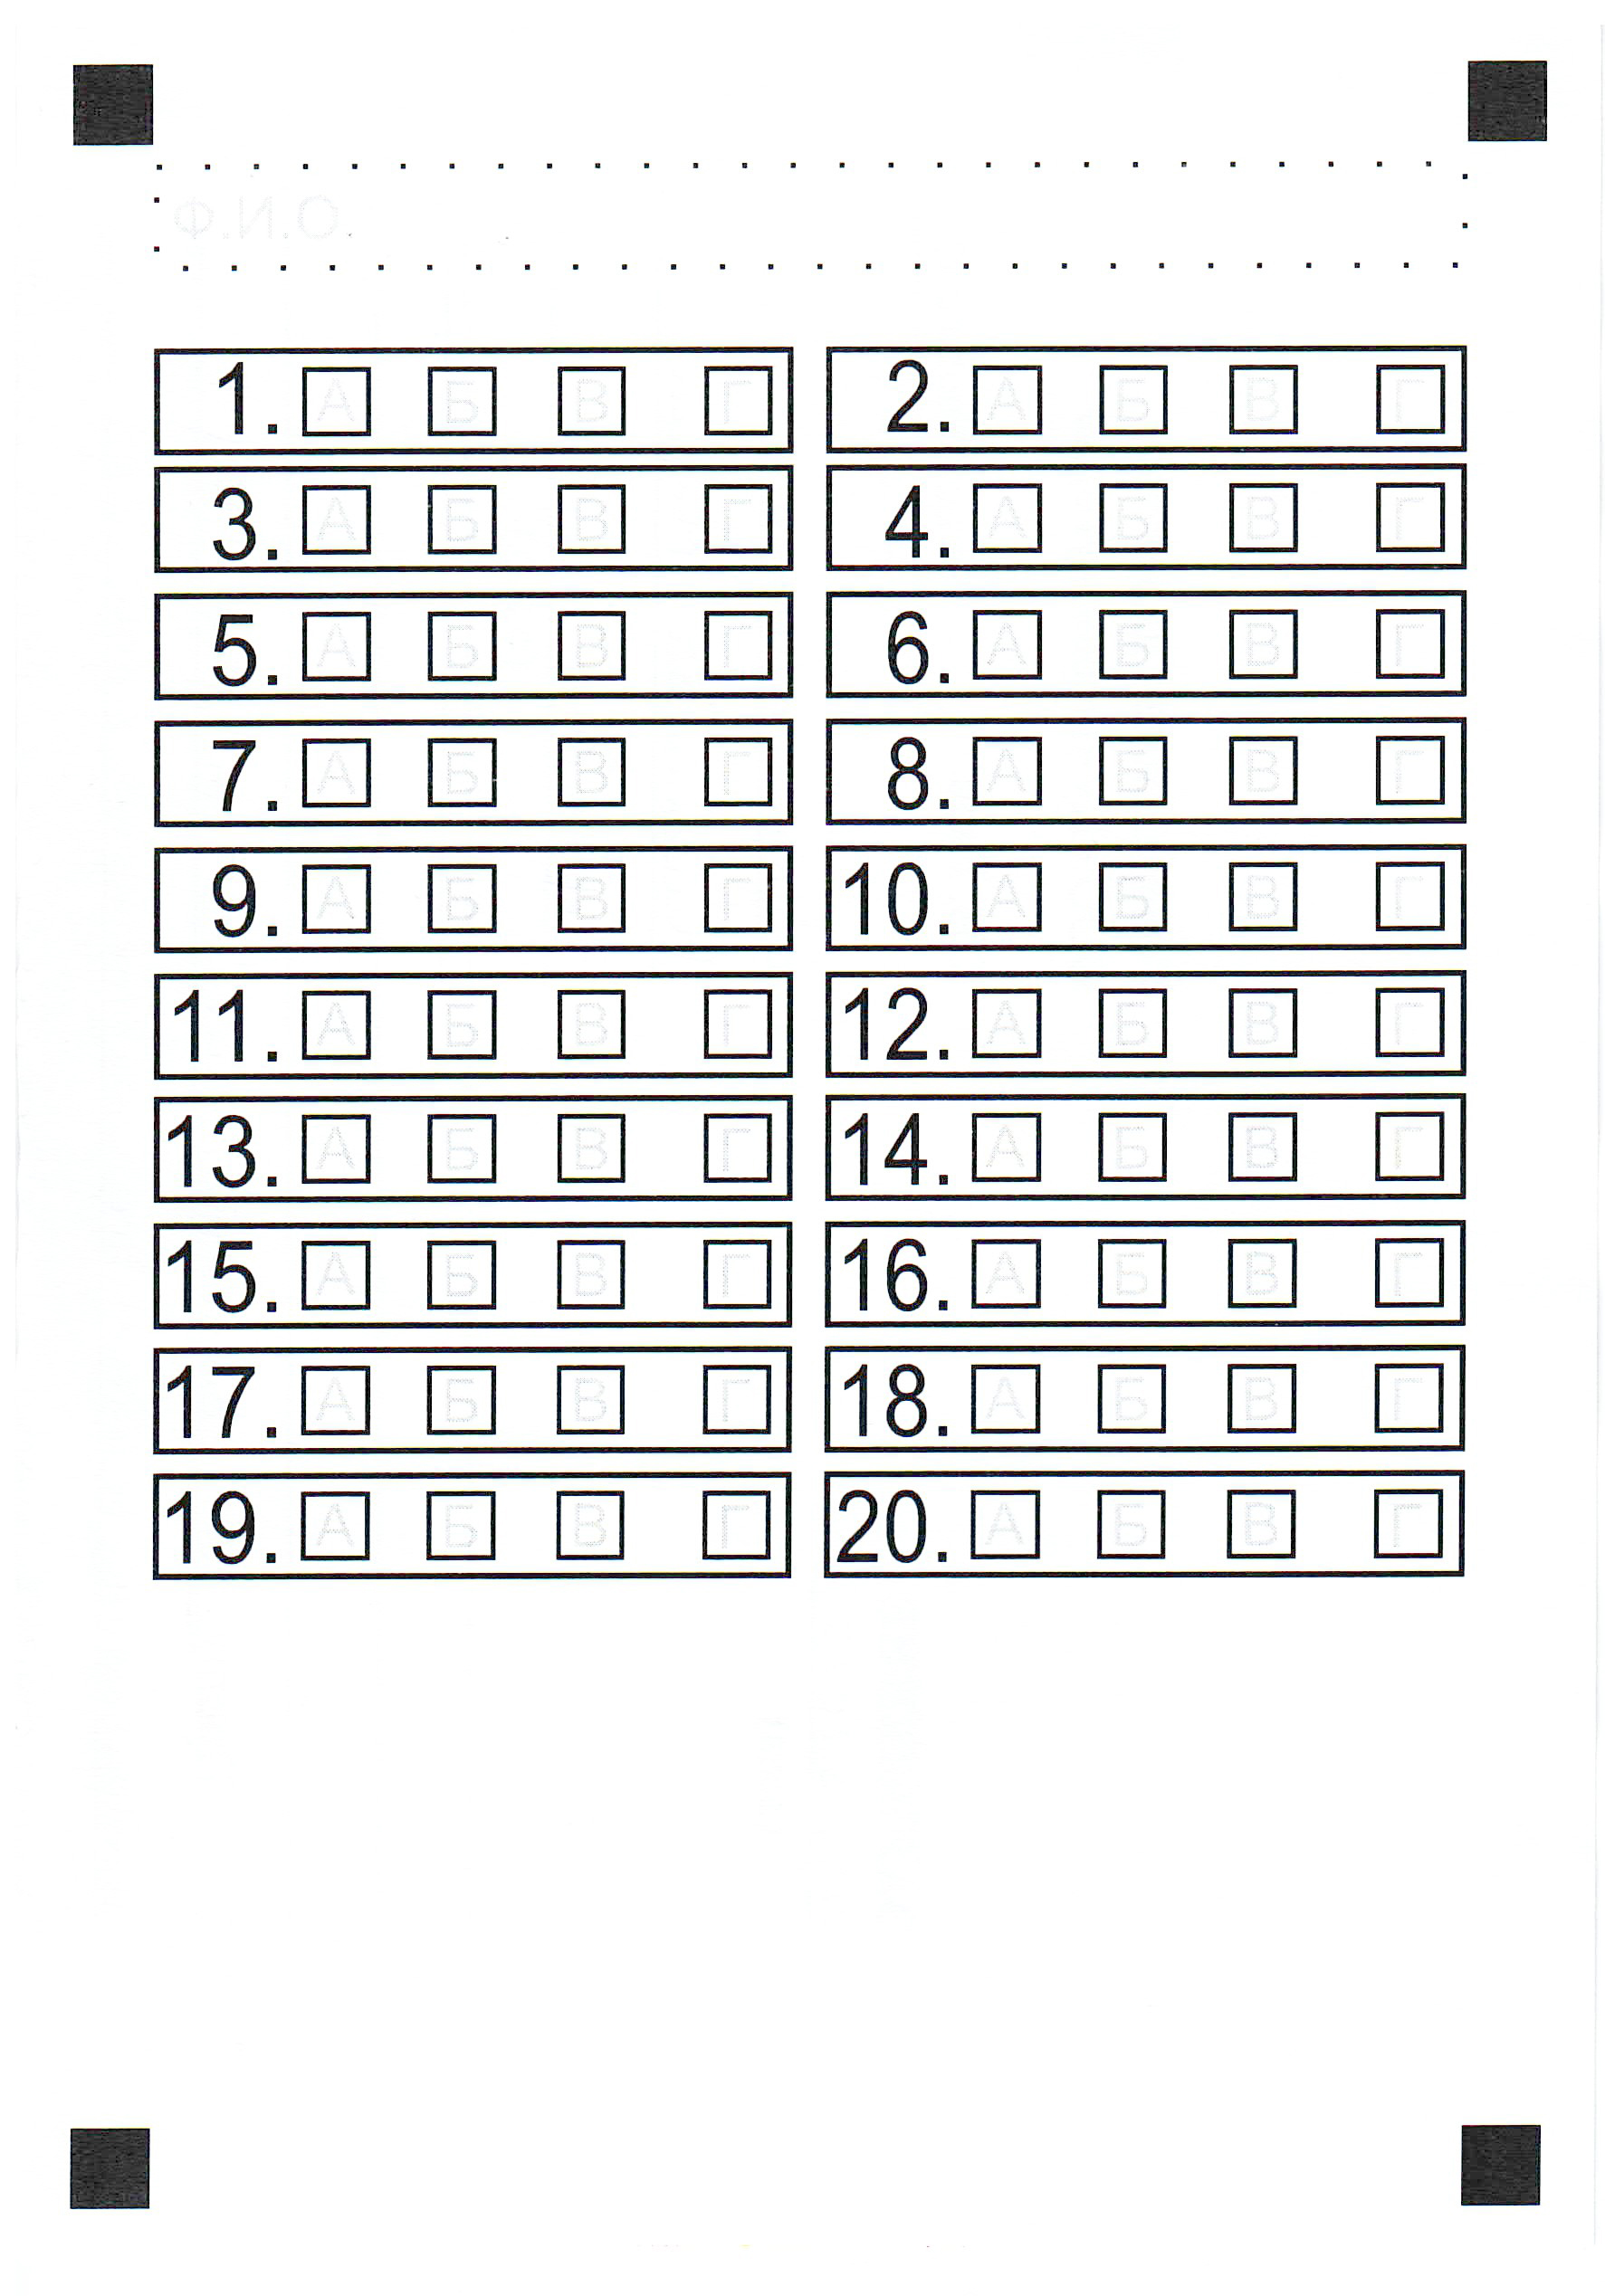 Ф.И.О.
1. А Б В Г
2. А Б В Г
3. А Б В Г
4. А Б В Г
5. А Б В Г
6. А Б В Г
7. А Б В Г
8. А Б В Г
9. А Б В Г
10. А Б В Г
11. А Б В Г
12. А Б В Г
13. А Б В Г
14. А Б В Г
15. А Б В Г
16. А Б В Г
17. А Б В Г
18. А Б В Г
19. А Б В Г
20. А Б В Г